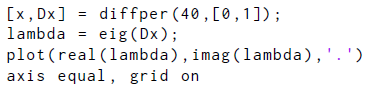 [x,Dx] = diffper(40,[0,1]);
lambda = eig(Dx);
plot(real(lambda),imag(lambda),'.')
axis equal, grid on